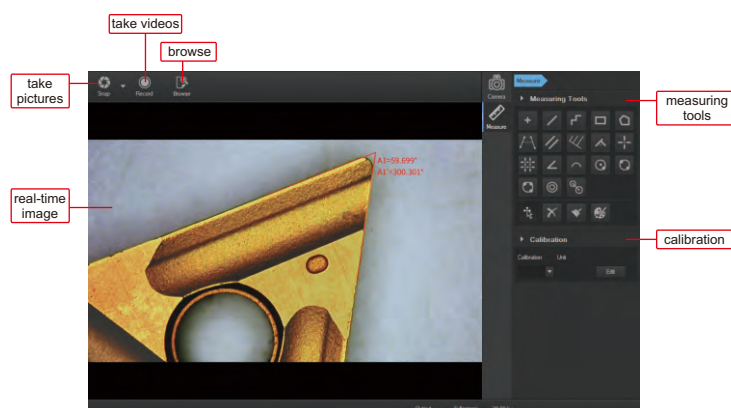 take videos
browse
take
pictures
Snap
Record
Browse
Camera
Measure
Measure
Measuring Tools
measuring
tools
A1=59.699°
A1'=300.301°
real-time
image
Calibration
calibration
Calibration Unit
Edit